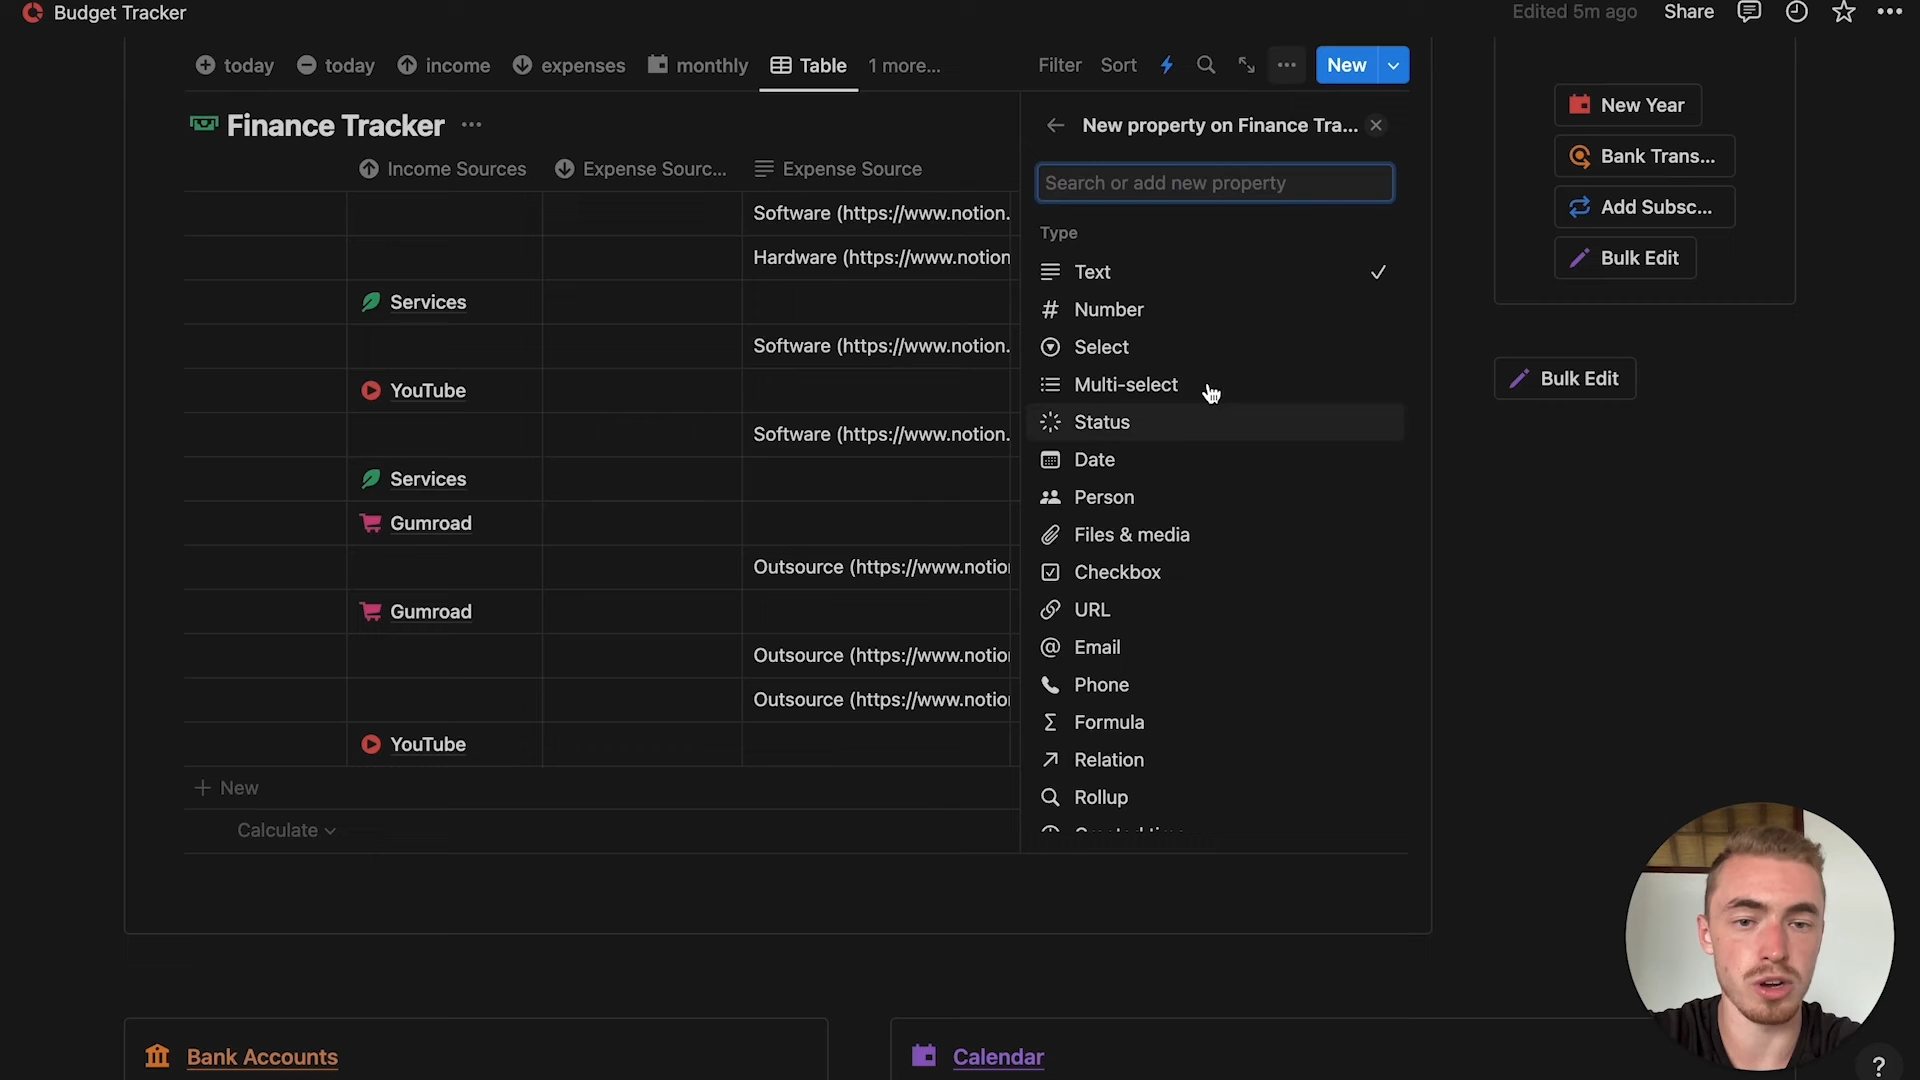 Budget Tracker
Edited 5m ago
Share
today
today
income
expenses
monthly
Table
1 more...
Filter
Sort
New
Finance Tracker
Income Sources
Expense Sourc...
Expense Source
Software (https://www.notion.
Hardware (https://www.notion
Services
Software (https://www.notion.
YouTube
Software (https://www.notion.
Services
Gumroad
Outsource (https://www.notio
Gumroad
Outsource (https://www.notio
Outsource (https://www.notio
YouTube
New
Calculate
New property on Finance Tra...
Search or add new property
Type
Text
Number
Select
Multi-select
Status
Date
Person
Files & media
Checkbox
URL
Email
Phone
Formula
Relation
Rollup
New Year
Bank Trans...
Add Subsc...
Bulk Edit
Bulk Edit
Bank Accounts
Calendar
?